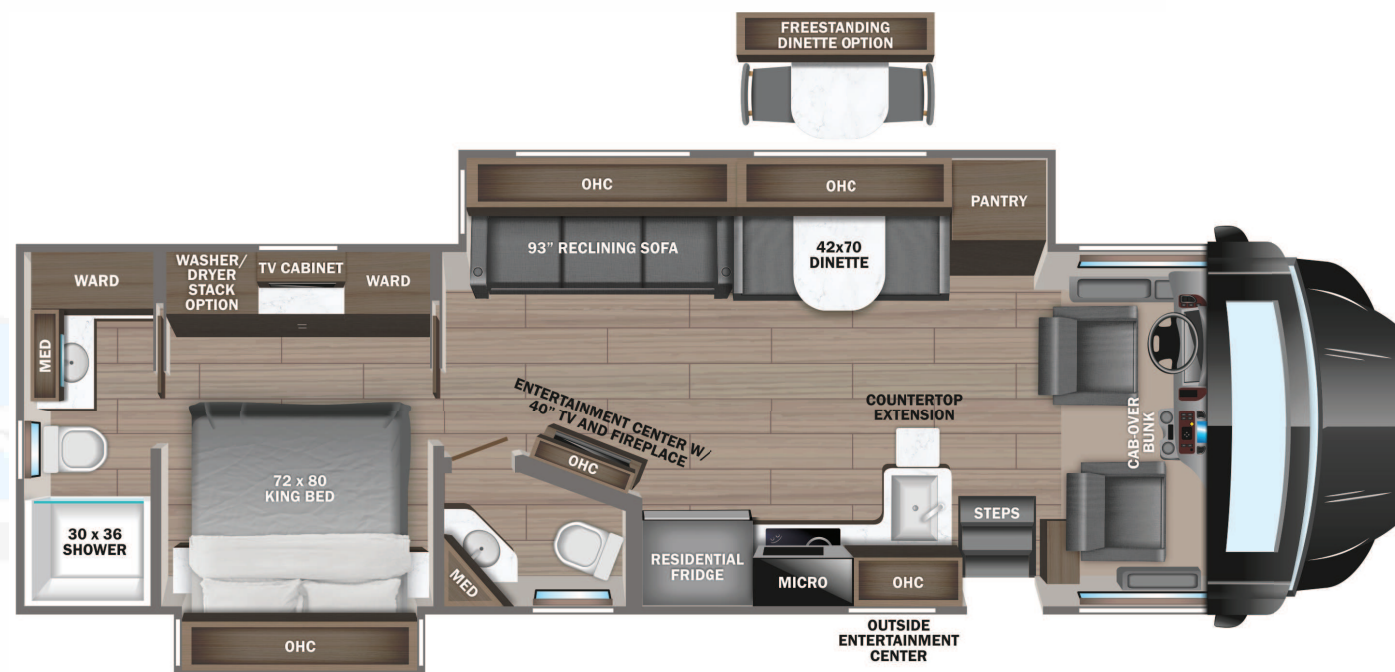 FREESTANDING
DINETTE OPTION
OHC
OHC
PANTRY
93” RECLINING SOFA
42x70
DINETTE
WARD
WASHER/
DRYER
STACK
OPTION
TV CABINET
WARD
MED
ENTERTAINMENT CENTER W/
40” TV AND FIREPLACE
OHC
COUNTERTOP
EXTENSION
CAB-OVER
BUNK
72 x 80
KING BED
30 x 36
SHOWER
STEPS
RESIDENTIAL
FRIDGE
MICRO
OHC
MED
OUTSIDE
ENTERTAINMENT
CENTER
OHC